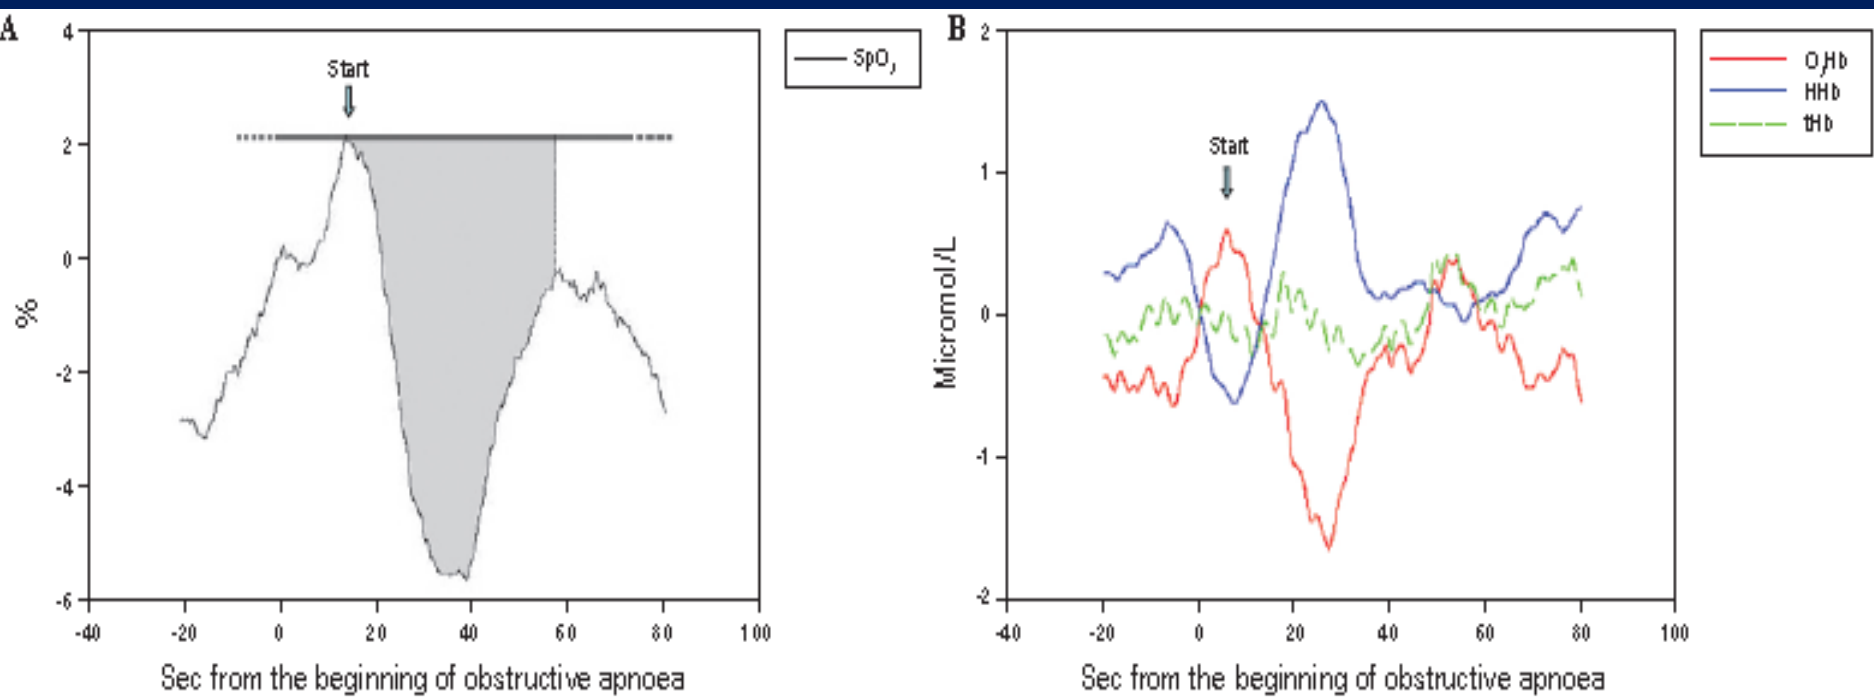 A
4
2
0
-2
-4
-6
%
Start
SpO₂
-40 -20 0 20 40 60 80 100
Sec from the beginning of obstructive apnoea
B
2
1
0
-1
-2
Micromol/L
Start
O₂Hb
HHb
tHb
-40 -20 0 20 40 60 80 100
Sec from the beginning of obstructive apnoea